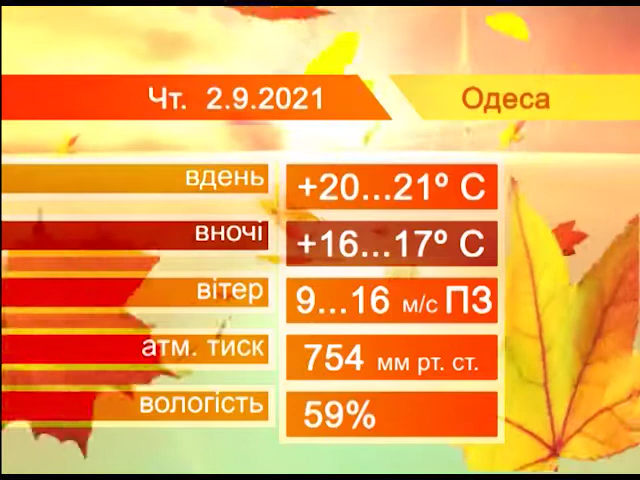 Чт. 2.9.2021 Одеса
вдень +20...21º C
вночі +16...17º C
вітер 9...16 м/с ПЗ
атм. тиск 754 мм рт. ст.
вологість 59%